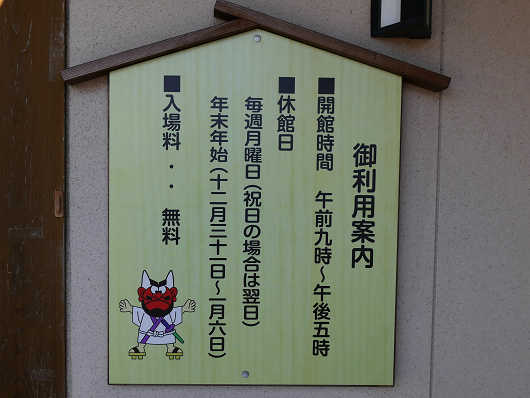 御利用案内
■開館時間　午前九時～午後五時
■休館日
毎週月曜日(祝日の場合は翌日)
年末年始(十二月三十一日～一月六日)
■入場料・・無料